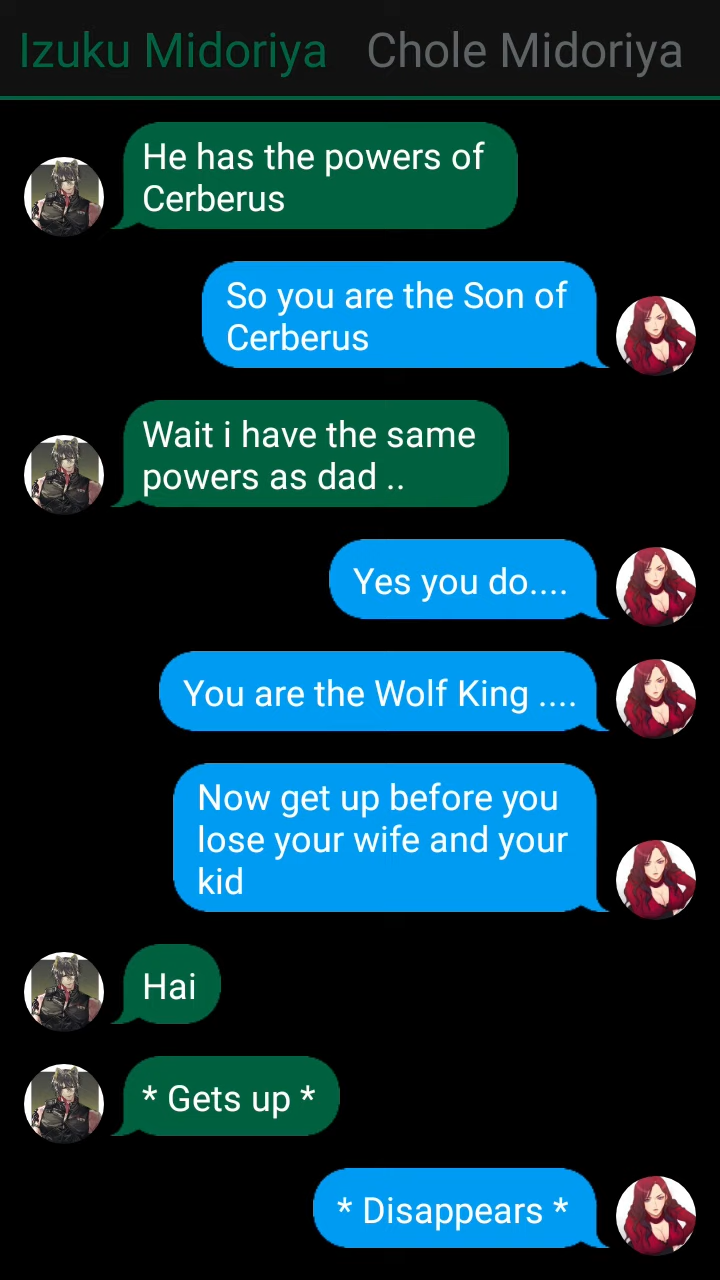 Izuku Midoriya Chole Midoriya
He has the powers of
Cerberus
So you are the Son of
Cerberus
Wait i have the same
powers as dad ..
Yes you do....
You are the Wolf King ....
Now get up before you
lose your wife and your
kid
Hai
* Gets up *
* Disappears *